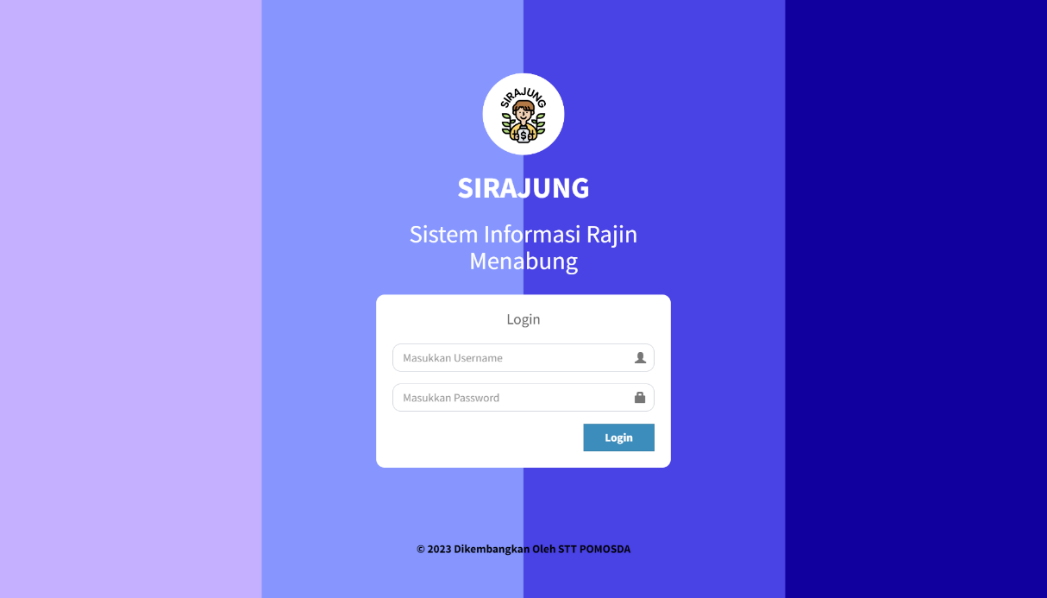 SIRAJUNG
$
SIRAJUNG
Sistem Informasi Rajin
Menabung
Login
Masukkan Username
Masukkan Password
Login
© 2023 Dikembangkan Oleh STT POMOSDA